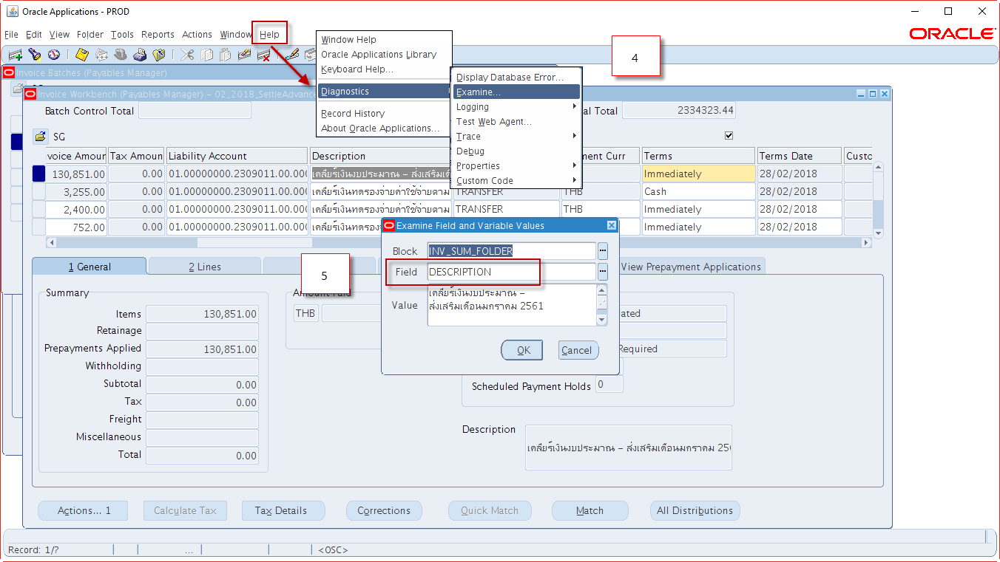 Oracle Applications - PROD
File Edit View Folder Tools Reports Actions Window Help
ORACLE
4
Window Help
Oracle Applications Library
Keyboard Help...
Diagnostics
Record History
About Oracle Applications...
Display Database Error...
Examine...
Logging
Test Web Agent...
Trace
Debug
Properties
Custom Code
Invoice Batches (Payables Manager)
Invoice Workbench (Payables Manager) – 02_2018_SettleAdvanc
Batch Control Total
al Total 2334323.44
SG
voice Amoun Tax Amoun Liability Account Description ment Curr Terms Terms Date Custo
130,851.00 0.00 01.00000000.2309011.00.000 เคลียร์เงินงบประมาณ – ส่งเสริมเดื Immediately 28/02/2018
3,255.00 0.00 01.00000000.2309011.00.000 เคลียร์เงินทดรองจ่ายค่าใช้จ่ายตาม TRANSFER THB Cash 28/02/2018
2,400.00 0.00 01.00000000.2309011.00.000 เคลียร์เงินทดรองจ่ายค่าใช้จ่ายตาม TRANSFER THB Immediately 28/02/2018
752.00 0.00 01.00000000.2309011.00.000 เคลียร์เงินทดรองจ่ Immediately 28/02/2018
Examine Field and Variable Values
Block INV_SUM_FOLDER
Field DESCRIPTION
Value เคลียร์เงินงบประมาณ –
ส่งเสริมเดือนมกราคม 2561
OK Cancel
5
1 General 2 Lines View Prepayment Applications
Summary
Items 130,851.00
Retainage
Prepayments Applied 130,851.00
Withholding
Subtotal 0.00
Tax 0.00
Freight
Miscellaneous
Total 0.00
Amount Paid
THB
ated
Required
Scheduled Payment Holds 0
Description เคลียร์เงินงบประมาณ – ส่งเสริมเดือนมกราคม 256
Actions... 1 Calculate Tax Tax Details Corrections Quick Match Match All Distributions
Record: 1/? ... <OSC>